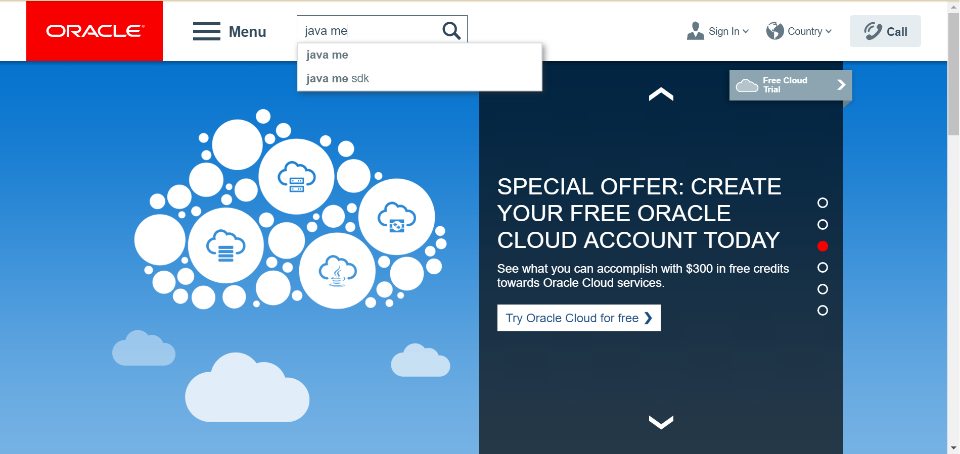 ORACLE®
Menu
java me
Sign In
Country
Call
java me
java me sdk
Free Cloud
Trial
SPECIAL OFFER: CREATE
YOUR FREE ORACLE
CLOUD ACCOUNT TODAY
See what you can accomplish with $300 in free credits
towards Oracle Cloud services.
Try Oracle Cloud for free